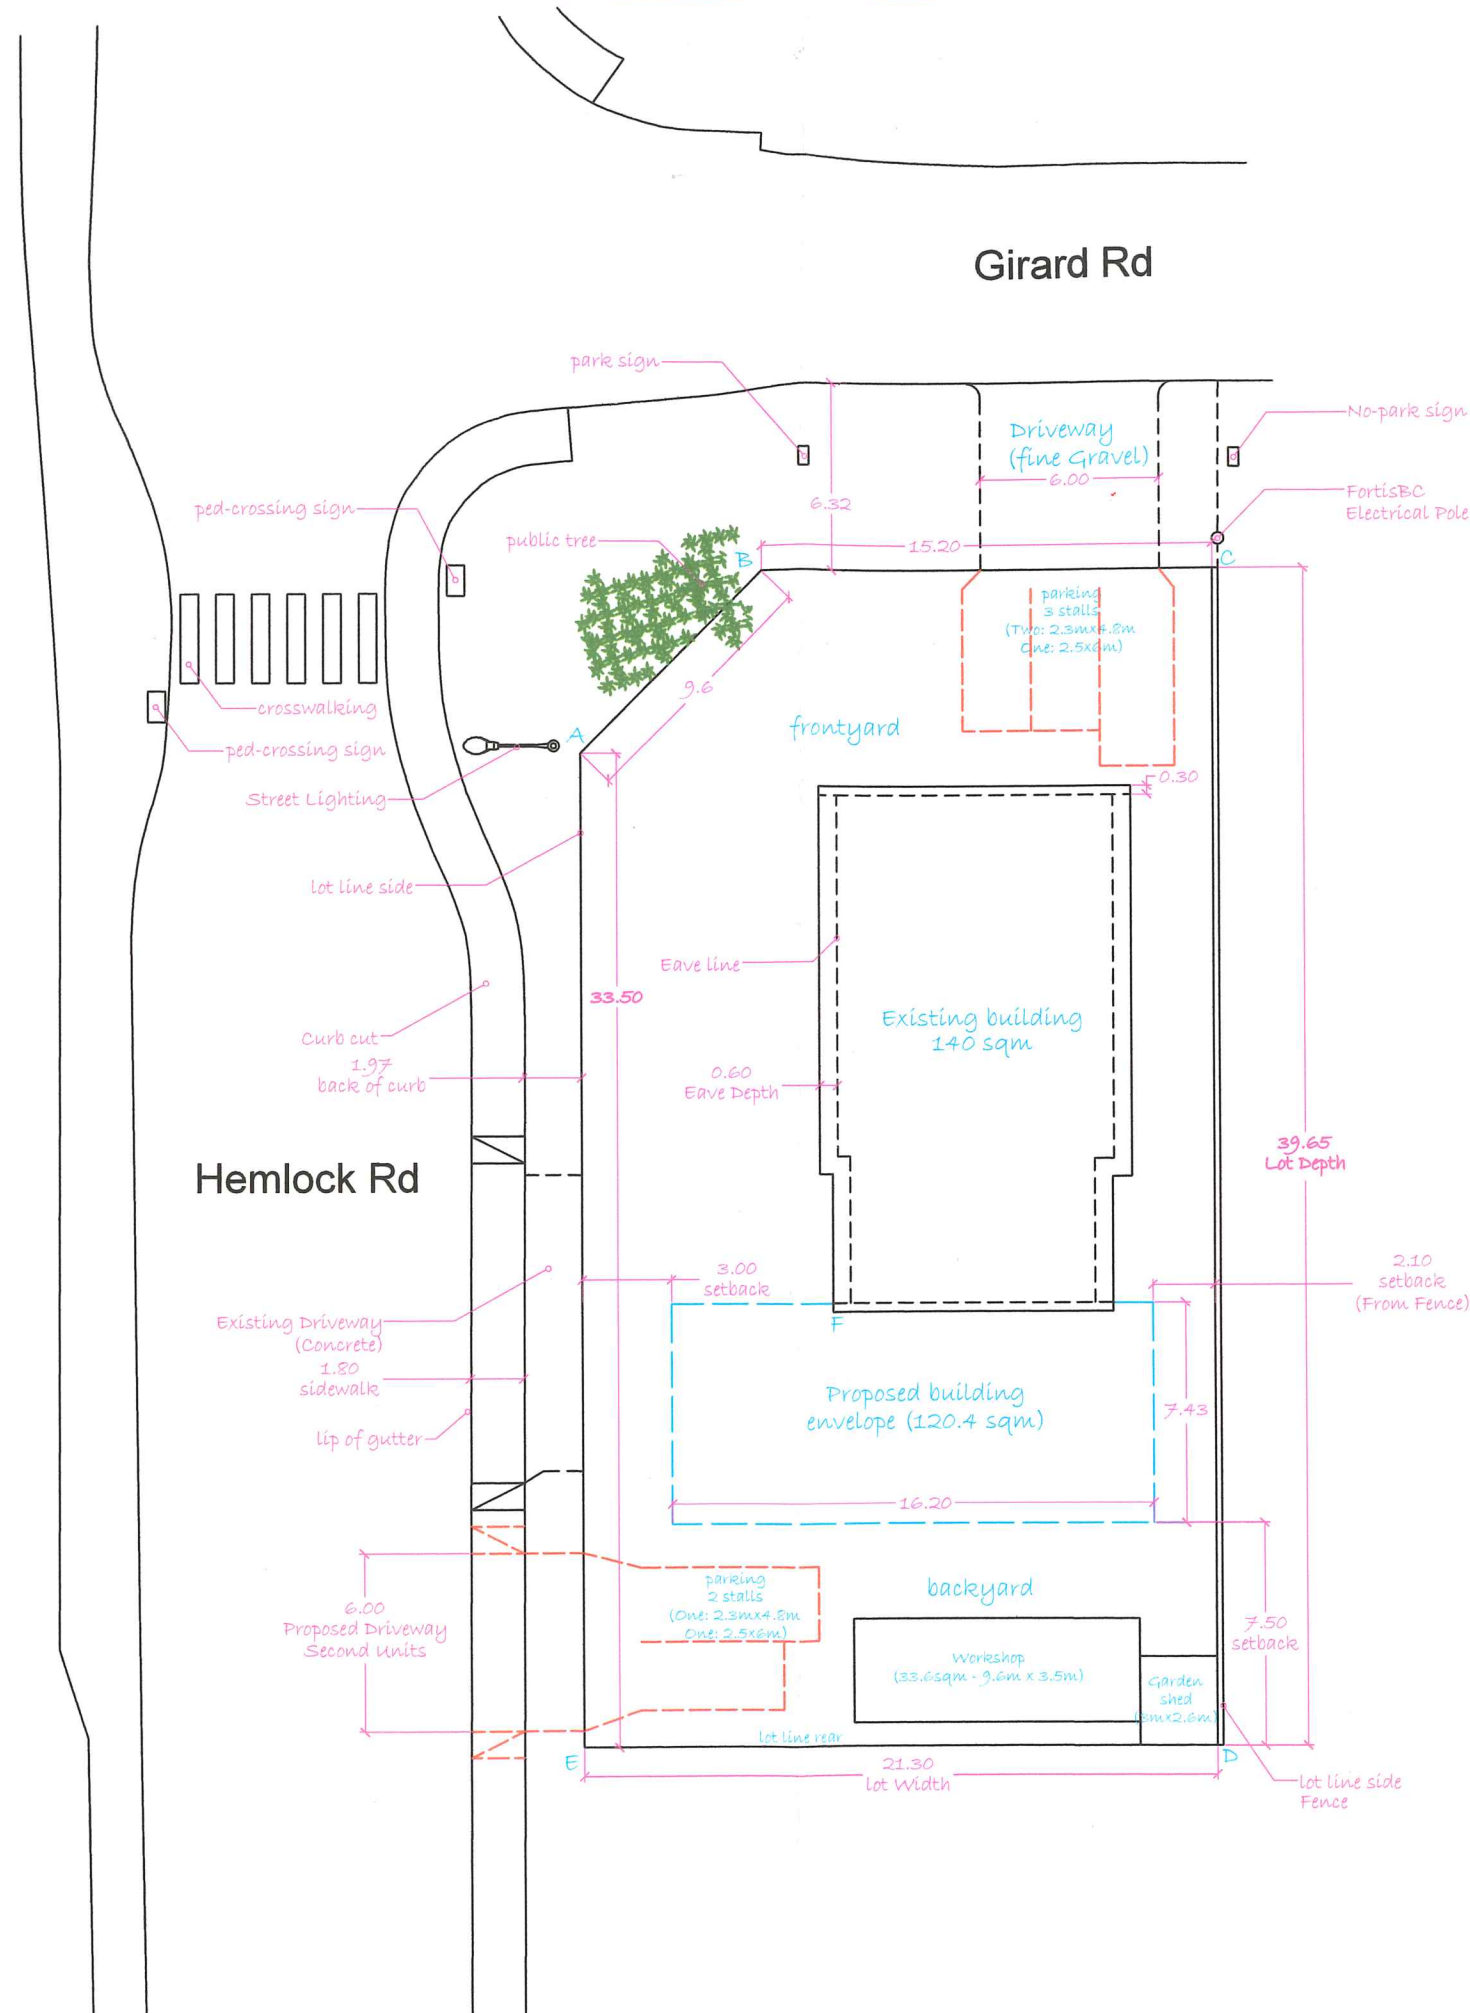 Girard Rd
park sign
No-park sign
Driveway
(fine Gravel)
6.00
FortisBC
Electrical Pole
ped-crossing sign
6.32
public tree
15.20
B
C
parking
3 stalls
(Two: 2.3mx4.8m
One: 2.5x6m)
9.6
crosswalking
frontyard
A
ped-crossing sign
0.30
Street Lighting
lot line side
Eave line
33.50
Existing building
140 sqm
Curb cut
1.97
back of curb
0.60
Eave Depth
39.65
Lot Depth
Hemlock Rd
3.00
setback
2.10
setback
(From Fence)
Existing Driveway
(Concrete)
F
1.80
sidewalk
Proposed building
envelope (120.4 sqm)
7.43
lip of gutter
16.20
parking
2 stalls
(One: 2.3mx4.8m
One: 2.5x6m)
backyard
6.00
Proposed Driveway
Second Units
7.50
setback
Workshop
(33.6sqm - 9.6m x 3.5m)
Garden
shed
(3mx2.6m)
lot line rear
E
D
21.30
Lot Width
lot line side
Fence